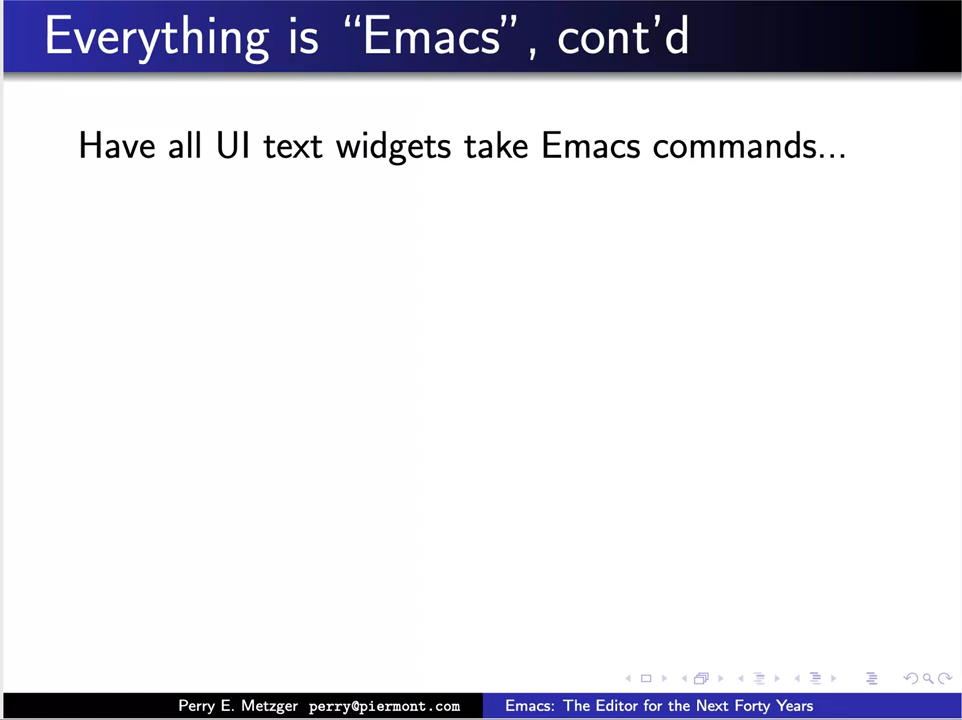 Everything is “Emacs”, cont’d
Have all UI text widgets take Emacs commands...
Perry E. Metzger perry@piermont.com
Emacs: The Editor for the Next Forty Years